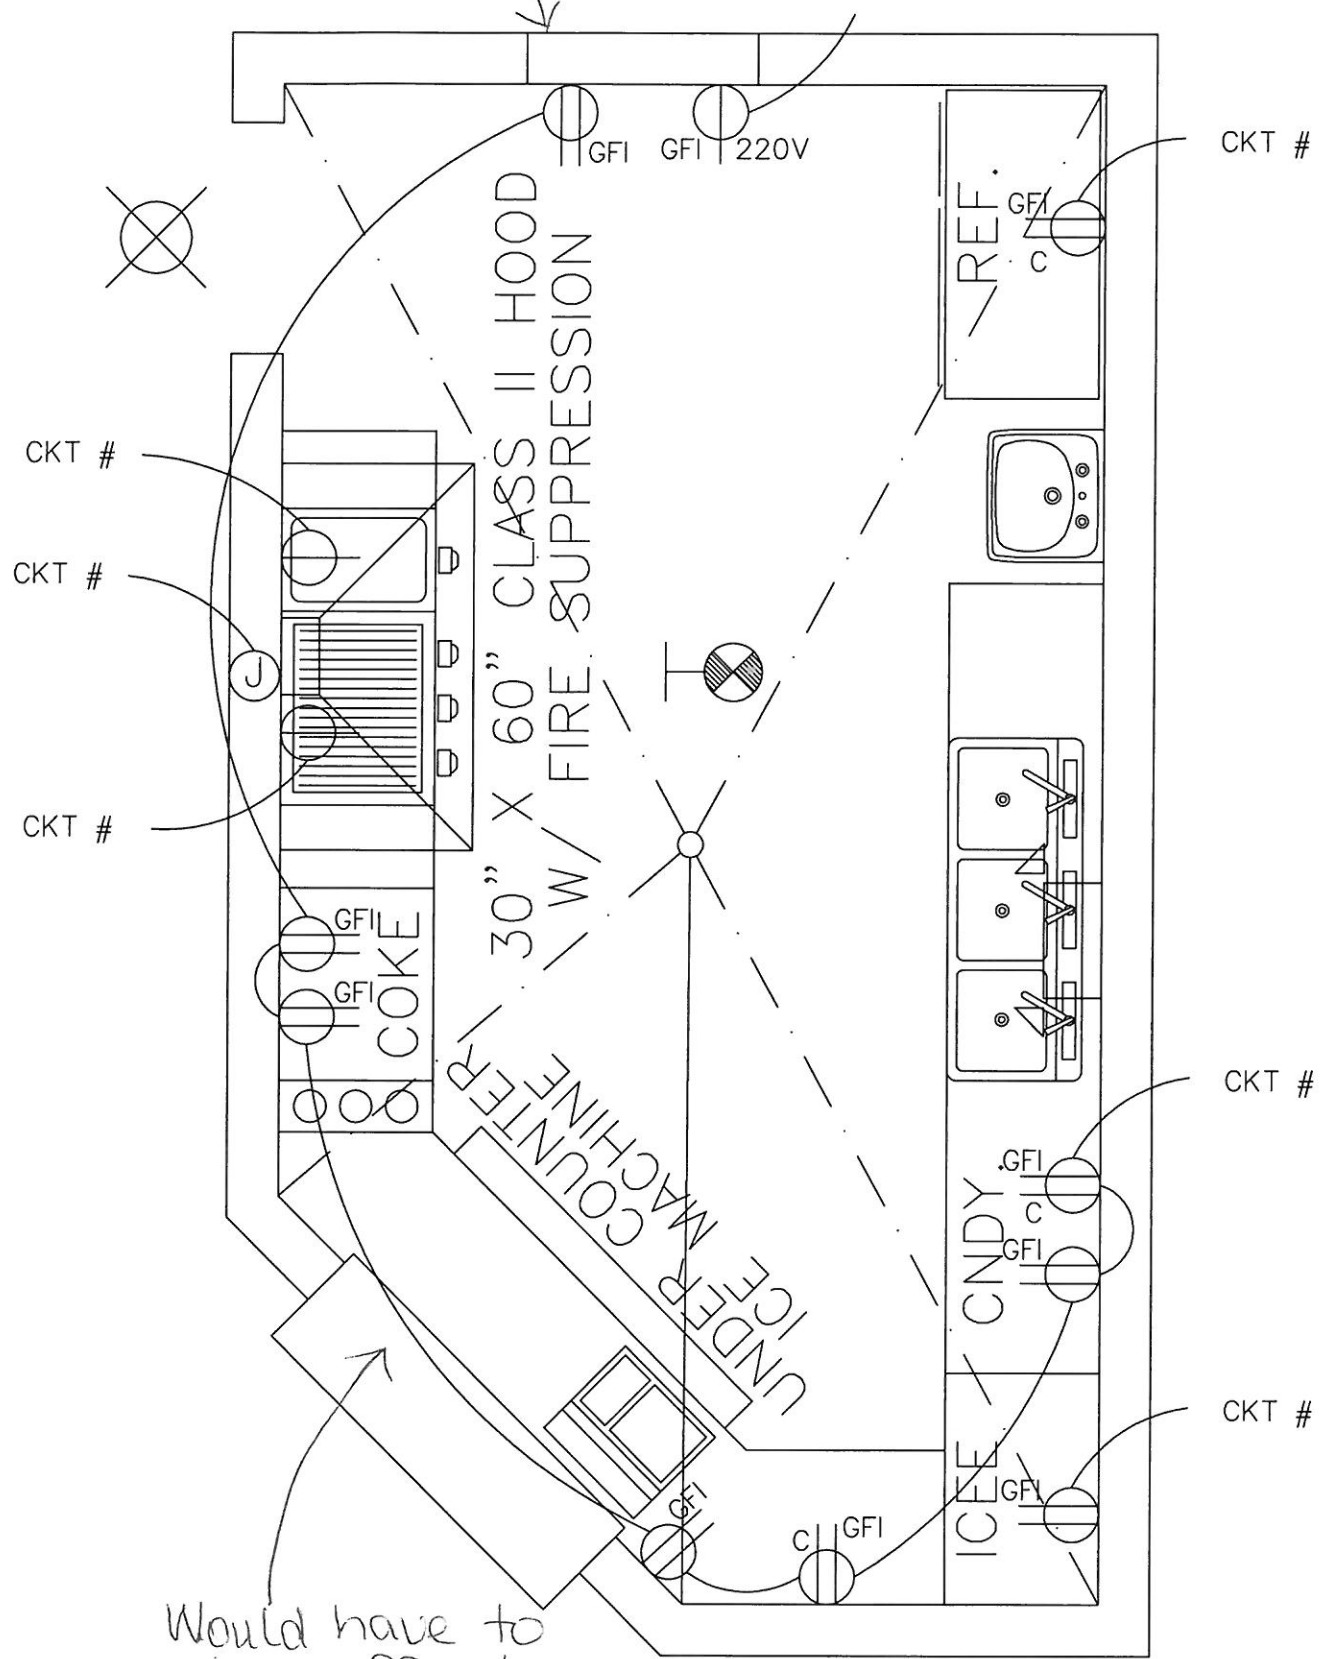 GFI
GFI 220V
CKT #
GFI
REF.
C
30" X 60" CLASS II HOOD
W/ FIRE SUPPRESSION
CKT #
CKT #
J
CKT #
GFI
COKE
GFI
UNDER COUNTER
ICE MACHINE
CKT #
GFI
C
CNDY.
GFI
CKT #
ICEE
GFI
GFI
C GFI
Would have to